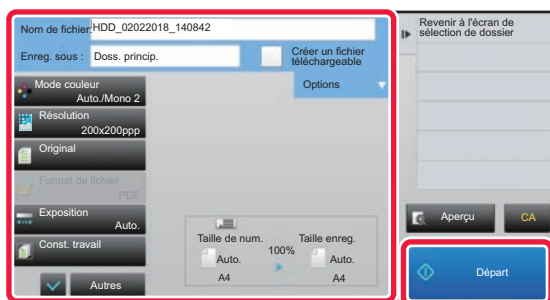 Nom de fichier:
HDD_02022018_140842
Enreg. sous :
Doss. princip.
Créer un fichier
téléchargeable
Options
Mode couleur
Auto./Mono 2
Résolution
200x200ppp
Original
Format de fichier
PDF
Exposition
Auto.
Const. travail
Autres
Taille de num.
100%
Taille enreg.
Auto.
Auto.
A4
A4
Revenir à l'écran de
sélection de dossier
Aperçu
CA
Départ